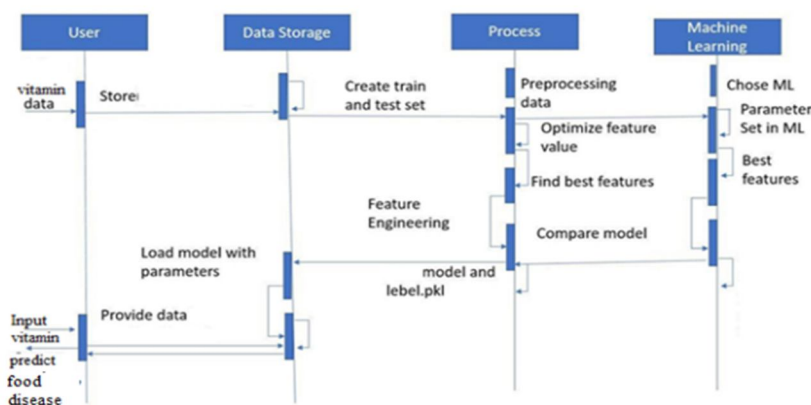 User
Data Storage
Process
Machine
Learning
vitamin
data
Store
Create train
and test set
Preprocessing
data
Chose ML
Parameter
Set in ML
Optimize feature
value
Best
features
Find best features
Feature
Engineering
Compare model
Load model with
parameters
model and
lebel.pkl
Input
vitamin
Provide data
predict
food
disease